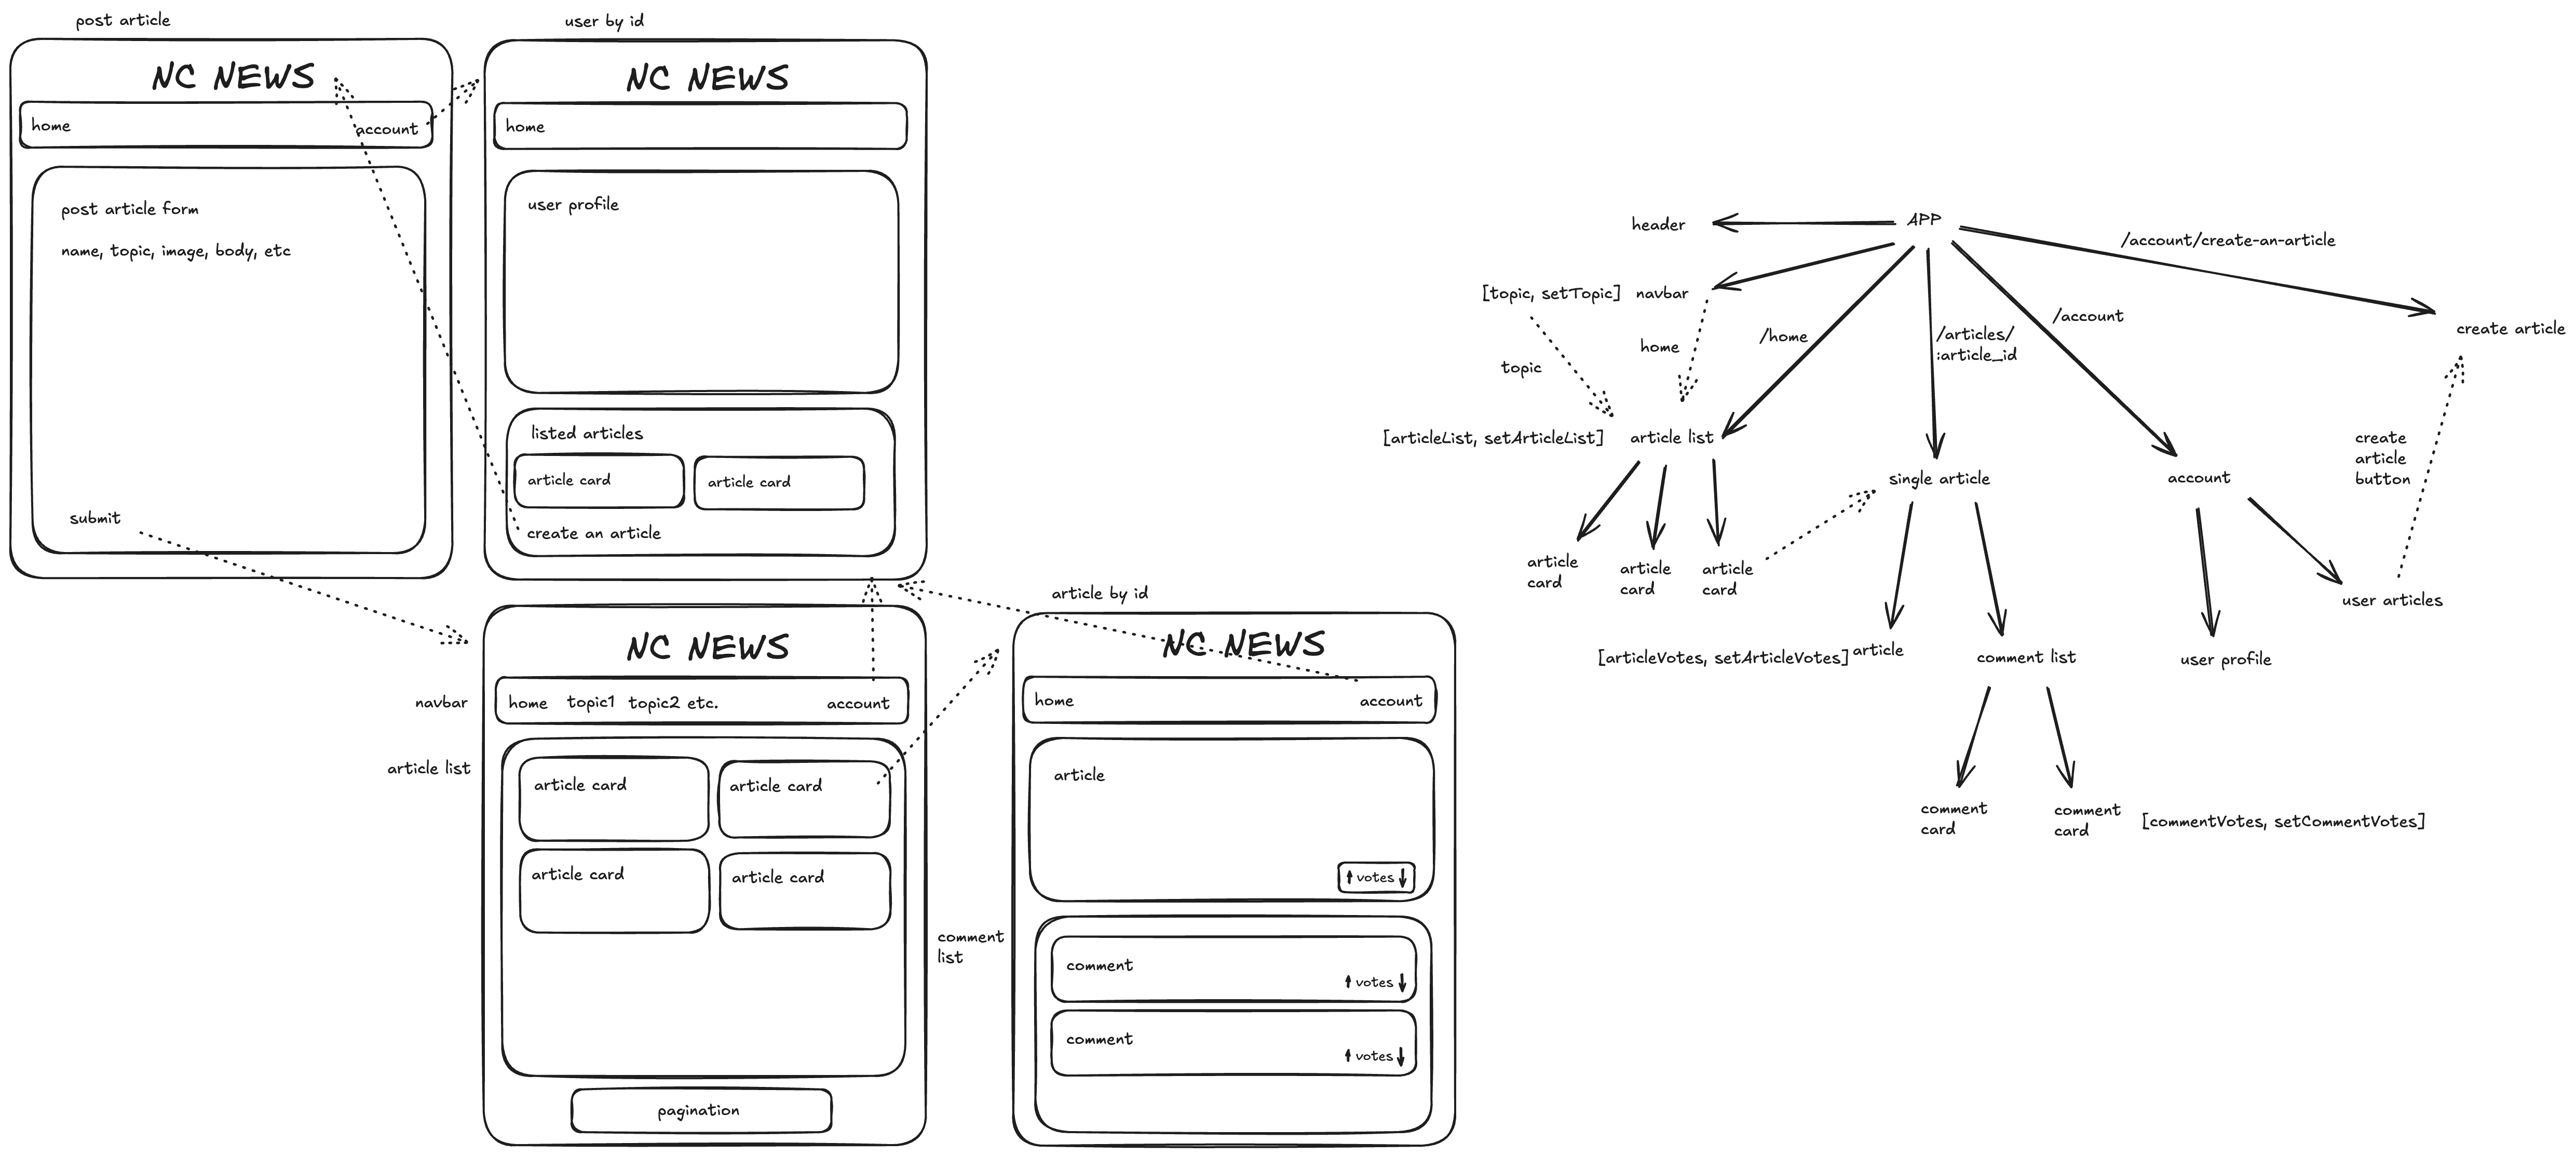 post article
NC NEWS
home
account
post article form
name, topic, image, body, etc
submit
user by id
NC NEWS
home
user profile
listed articles
article card
article card
create an article
NC NEWS
navbar
home
topic1
topic2 etc.
account
article list
article card
article card
article card
article card
pagination
article by id
NC NEWS
home
account
article
votes
comment
list
comment
votes
comment
votes
APP
header
/account/create-an-article
[topic, setTopic]
navbar
/home
/articles/
:article_id
/account
create article
home
topic
[articleList, setArticleList]
article list
single article
account
create
article
button
article
card
article
card
article
card
user articles
[articleVotes, setArticleVotes]
article
comment list
user profile
comment
card
comment
card
[commentVotes, setCommentVotes]